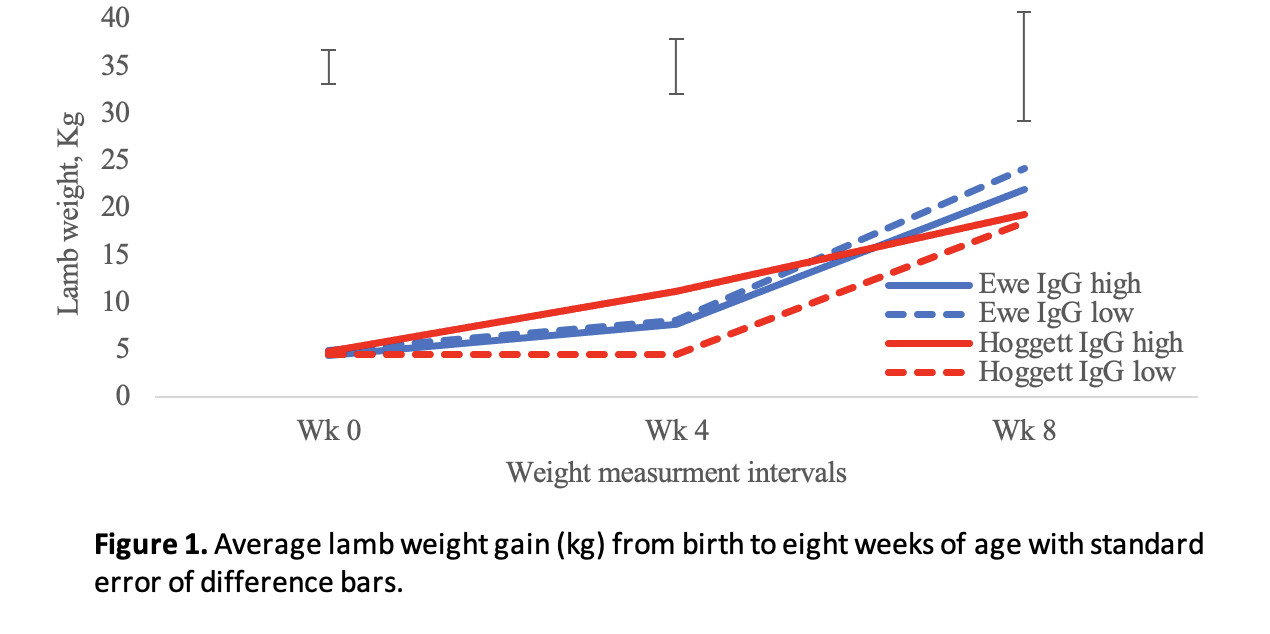 40
35
30
25
20
15
10
5
0
Lamb weight, Kg
Ewe IgG high
Ewe IgG low
Hoggett IgG high
Hoggett IgG low
Wk 0 Wk 4 Wk 8
Weight measurment intervals
Figure 1. Average lamb weight gain (kg) from birth to eight weeks of age with standard
error of difference bars.